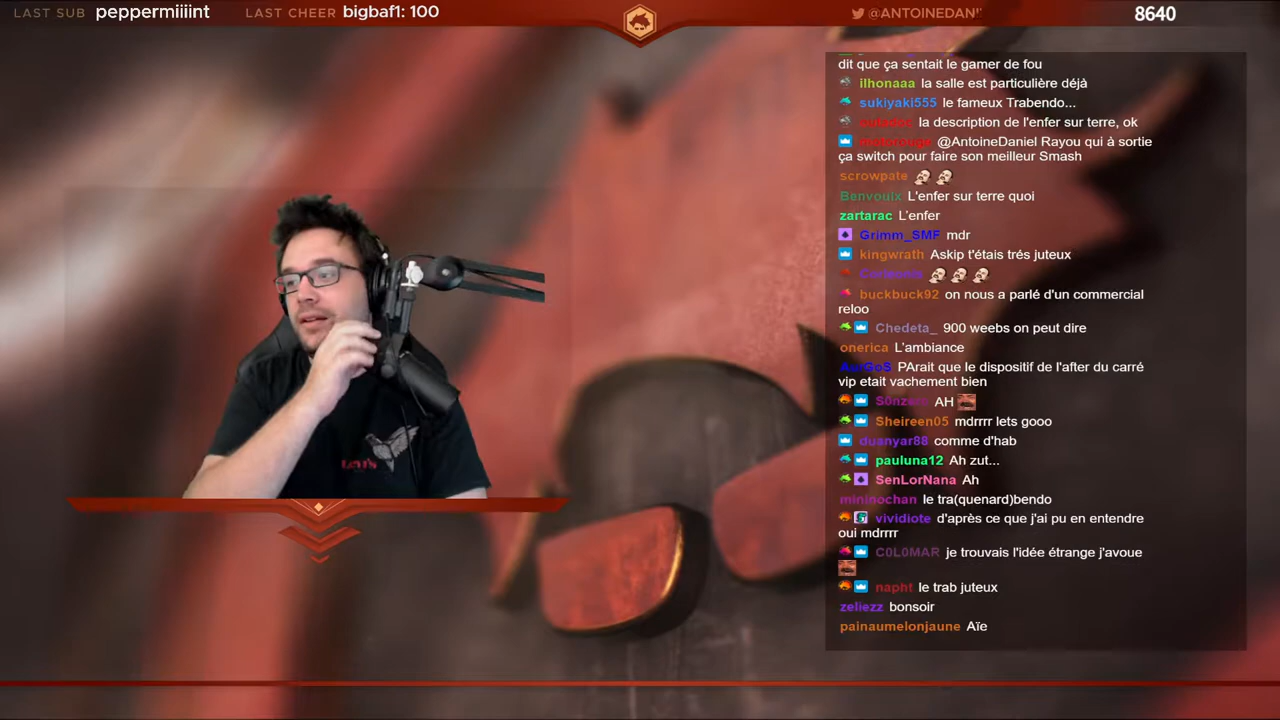 LAST SUB peppermiiiint LAST CHEER bigbaf1: 100 @ANTOINEDANI 8640
dit que ça sentait le gamer de fou
ilhonaaa la salle est particulière déjà
sukiyaki555 le fameux Trabendo...
la description de l'enfer sur terre, ok
@AntoineDaniel Rayou qui à sortie
ça switch pour faire son meilleur Smash
scrowpate
Benvoulx L'enfer sur terre quoi
zartarac L'enfer
Grimm_SMF mdr
kingwrath Askip t'étais trés juteux
buckbuck92 on nous a parlé d'un commercial
reloo
Chedeta_ 900 weebs on peut dire
onerica L'ambiance
PArait que le dispositif de l'after du carré
vip etait vachement bien
AH
Sheireen05 mdrrrr lets gooo
duanyar88 comme d'hab
pauluna12 Ah zut...
SenLorNana Ah
mininochan le tra(quenard)bendo
vividiote d'après ce que j'ai pu en entendre
oui mdrrrr
C0L0MAR je trouvais l'idée étrange j'avoue
napht le trab juteux
zeliezz bonsoir
painaumelonjaune Aïe
LEVI'S